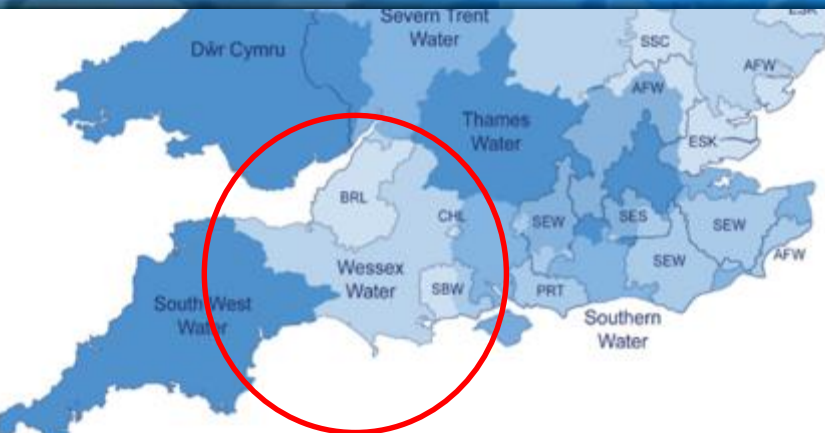 ESK
Severn Trent
Water
SSC
Dŵr Cymru
AFW
AFW
Thames
Water
ESK
BRL
CHL
SEW
SES
SEW
AFW
Wessex
Water
SEW
SBW
PRT
South West
Water
Southern
Water